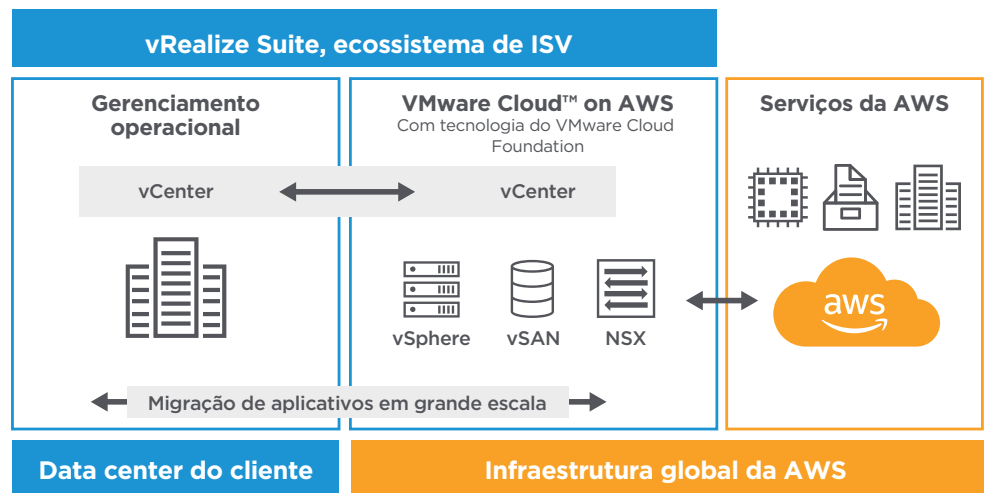 vRealize Suite, ecossistema de ISV
Gerenciamento
operacional
VMware Cloud™ on AWS
Com tecnologia do VMware Cloud
Foundation
Serviços da AWS
vCenter
vCenter
vSphere
vSAN
NSX
aws
Migração de aplicativos em grande escala
Data center do cliente
Infraestrutura global da AWS